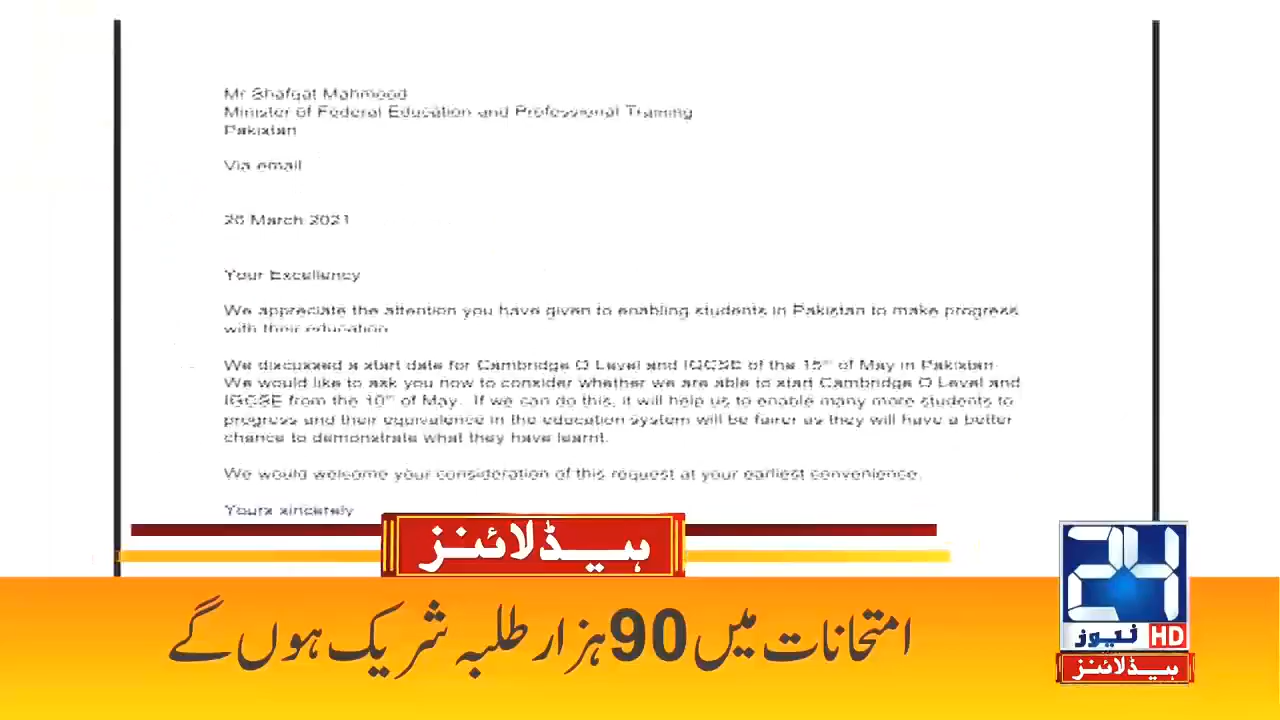 Mr Shafqat Mahmood
Minister of Federal Education and Professional Training
Pakistan
Via email
26 March 2021
Your Excellency
We appreciate the attention you have given to enabling students in Pakistan to make progress
with their education.
We discussed a start date for Cambridge O Level and IGCSE of the 15th of May in Pakistan.
We would like to ask you now to consider whether we are able to start Cambridge O Level and
IGCSE from the 10th of May. If we can do this, it will help us to enable many more students to
progress and their equivalence in the education system will be fairer as they will have a better
chance to demonstrate what they have learnt.
We would welcome your consideration of this request at your earliest convenience.
Yours sincerely
ہیڈلائنز
امتحانات میں 90 ہزار طلبہ شریک ہوں گے
24
نیوز HD
ہیڈلائنز